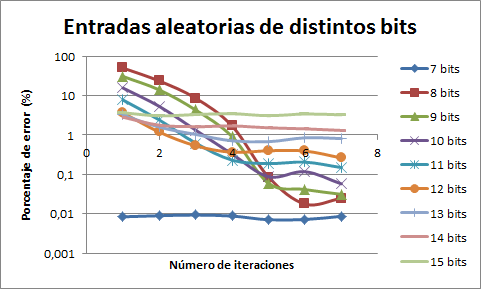 Entradas aleatorias de distintos bits
Porcentaje de error (%)
100
10
1
0,1
0,01
0,001
0
2
4
6
8
Número de iteraciones
7 bits
8 bits
9 bits
10 bits
11 bits
12 bits
13 bits
14 bits
15 bits